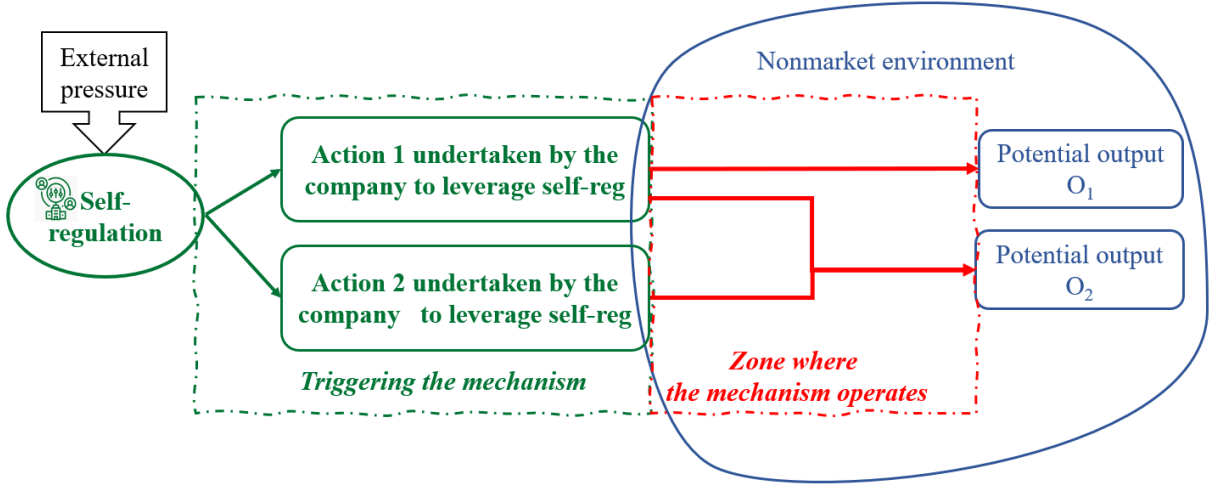 External
pressure
Self-
regulation
Action 1 undertaken by the
company to leverage self-reg
Action 2 undertaken by the
company to leverage self-reg
Triggering the mechanism
Nonmarket environment
Zone where
the mechanism operates
Potential output
O₁
Potential output
O₂